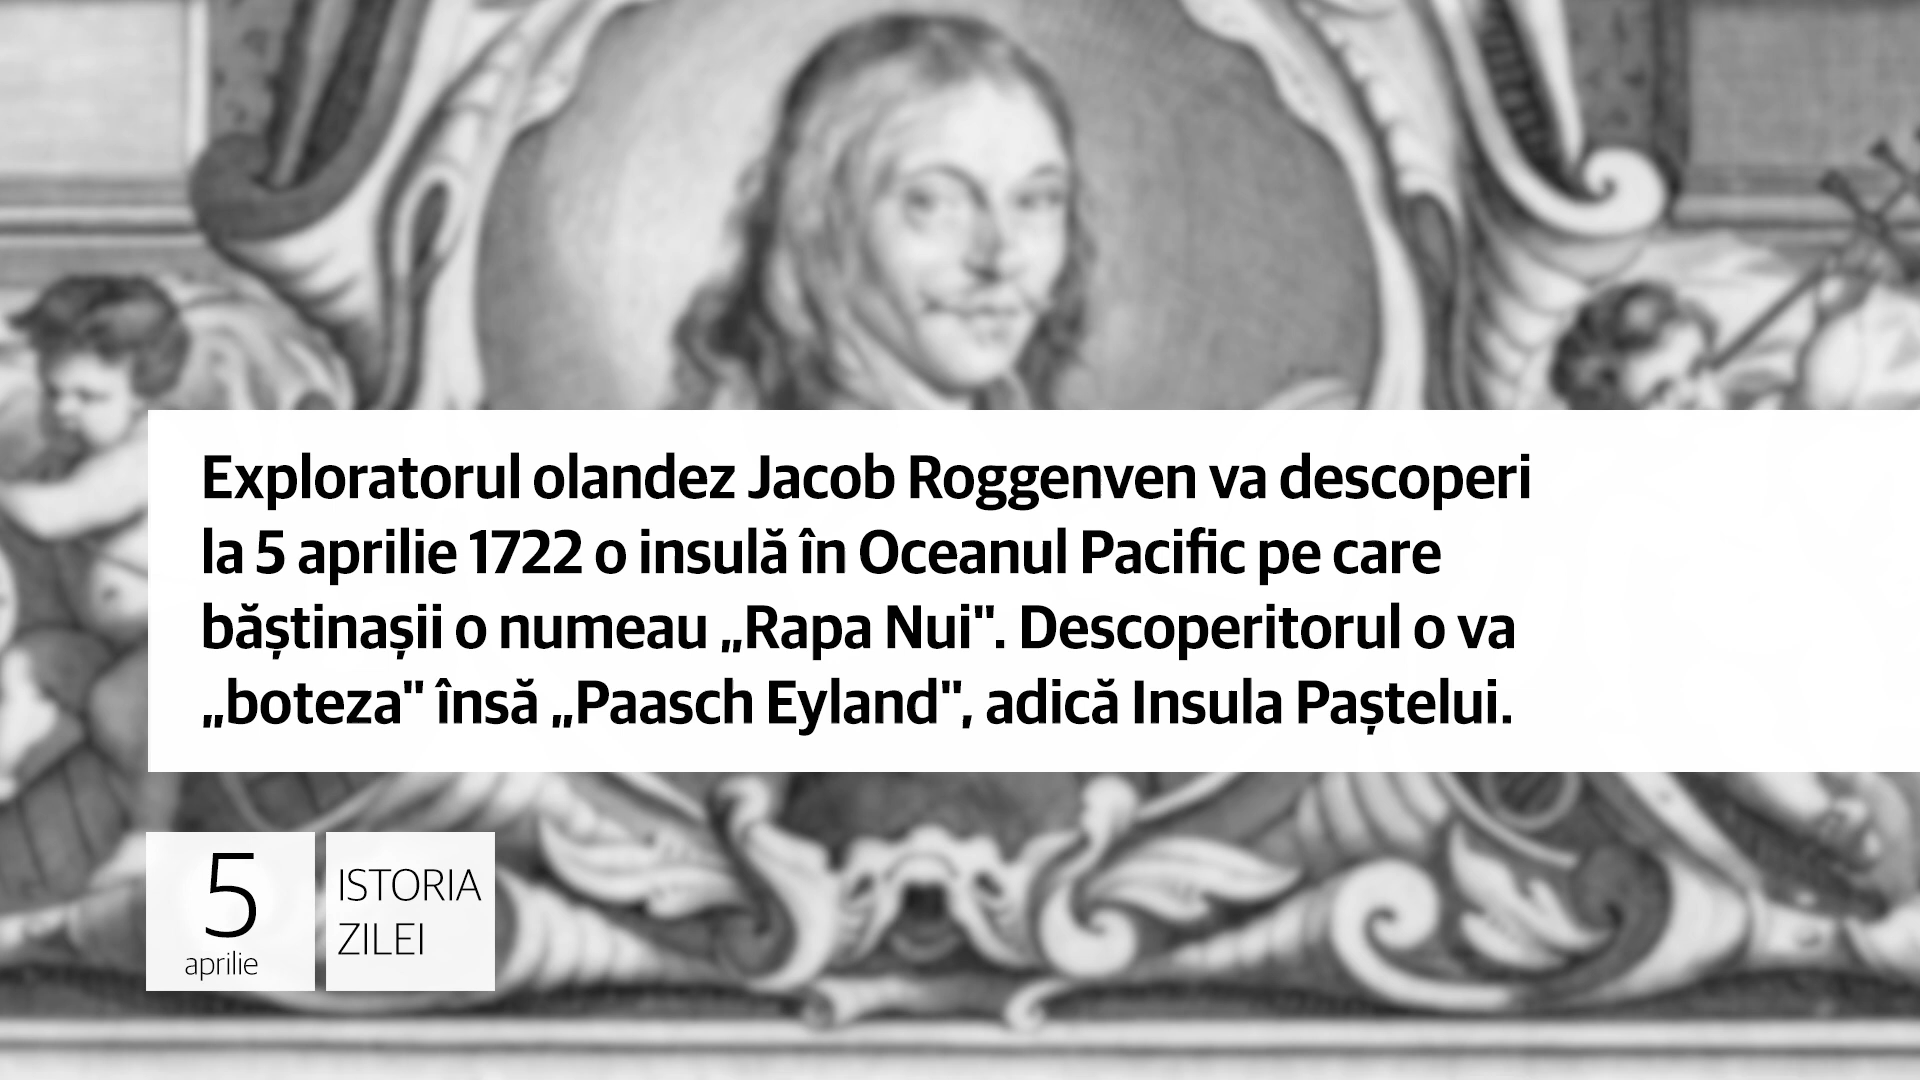 Exploratorul olandez Jacob Roggenven va descoperi
la 5 aprilie 1722 o insulă în Oceanul Pacific pe care
băștinașii o numeau „Rapa Nui". Descoperitorul o va
„boteza" însă „Paasch Eyland", adică Insula Paștelui.
5
aprilie
ISTORIA
ZILEI